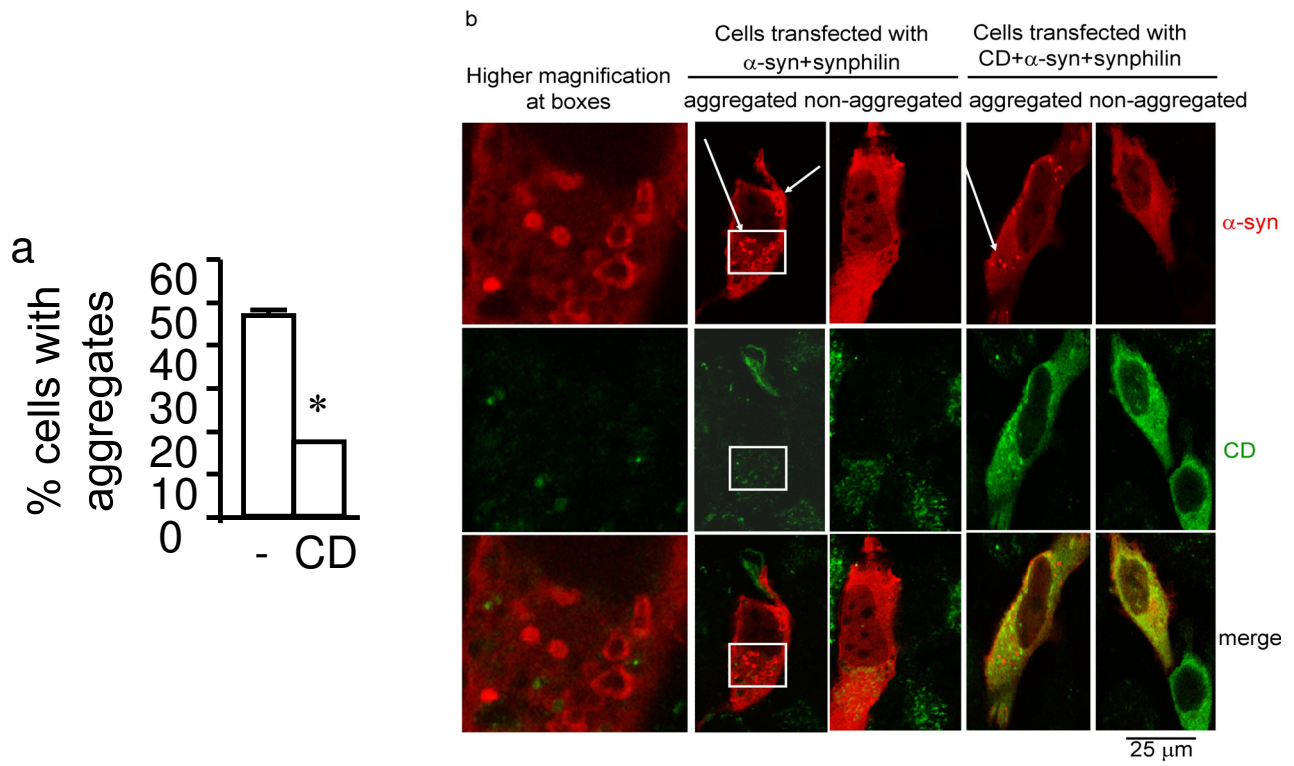 a
% cells with
aggregates
60
50
40
30
20
10
0
*
- CD
b
Higher magnification
at boxes
Cells transfected with
α-syn+synphilin
aggregated non-aggregated
Cells transfected with
CD+α-syn+synphilin
aggregated non-aggregated
α-syn
CD
merge
25 μm